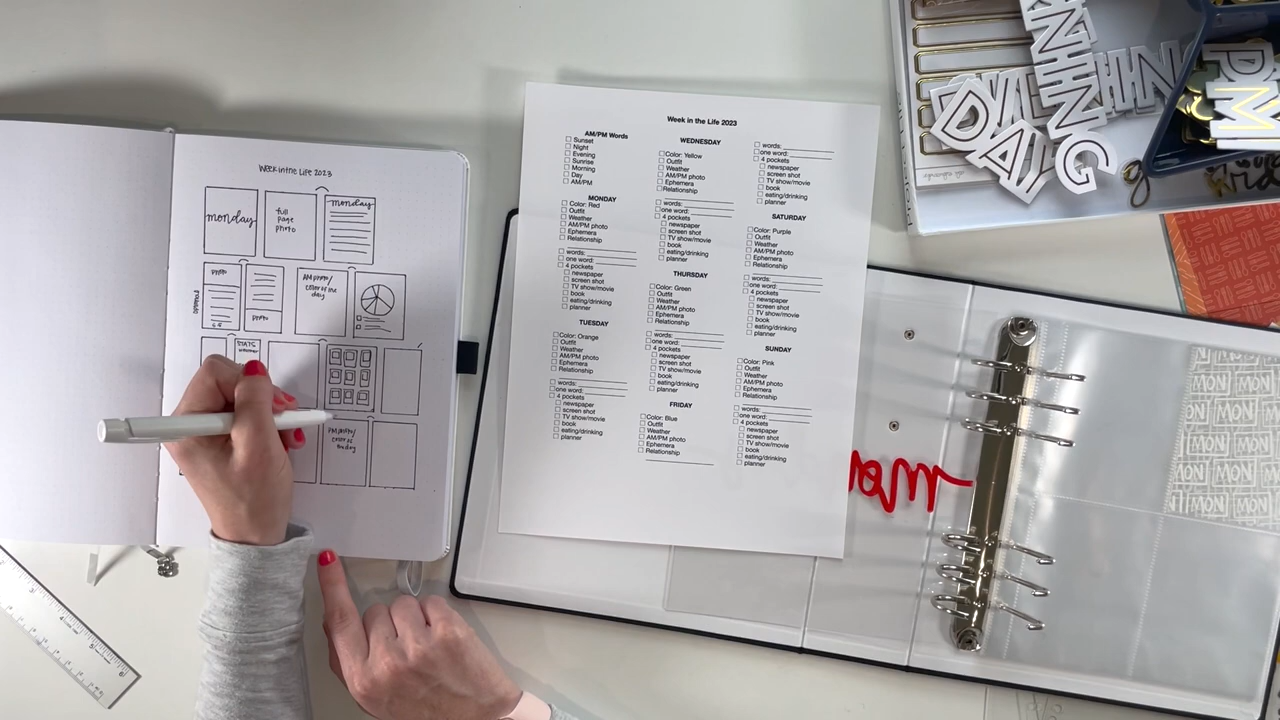 Week in the Life 2023
monday
full
page
photo
monday
PHOTO
PHOTO
AM photo/
color of the
day
STATS
PM photo/
color of
the day
Week in the Life 2023
AM/PM Words
Sunset
Night
Evening
Sunrise
Morning
Day
AM/PM
MONDAY
Color: Red
Outfit
Weather
AM/PM photo
Ephemera
Relationship
words:
one word:
4 pockets
newspaper
screen shot
TV show/movie
book
eating/drinking
planner
TUESDAY
Color: Orange
Outfit
Weather
AM/PM photo
Ephemera
Relationship
words:
one word:
4 pockets
newspaper
screen shot
TV show/movie
book
eating/drinking
planner
WEDNESDAY
Color: Yellow
Outfit
Weather
AM/PM photo
Ephemera
Relationship
words:
one word:
4 pockets
newspaper
screen shot
TV show/movie
book
eating/drinking
planner
THURSDAY
Color: Green
Outfit
Weather
AM/PM photo
Ephemera
Relationship
words:
one word:
4 pockets
newspaper
screen shot
TV show/movie
book
eating/drinking
planner
FRIDAY
Color: Blue
Outfit
Weather
AM/PM photo
Ephemera
Relationship
words:
one word:
4 pockets
newspaper
screen shot
TV show/movie
book
eating/drinking
planner
SATURDAY
Color: Purple
Outfit
Weather
AM/PM photo
Ephemera
Relationship
words:
one word:
4 pockets
newspaper
screen shot
TV show/movie
book
eating/drinking
planner
SUNDAY
Color: Pink
Outfit
Weather
AM/PM photo
Ephemera
Relationship
words:
one word:
4 pockets
newspaper
screen shot
TV show/movie
book
eating/drinking
planner
DAY
PM
NOW NOW